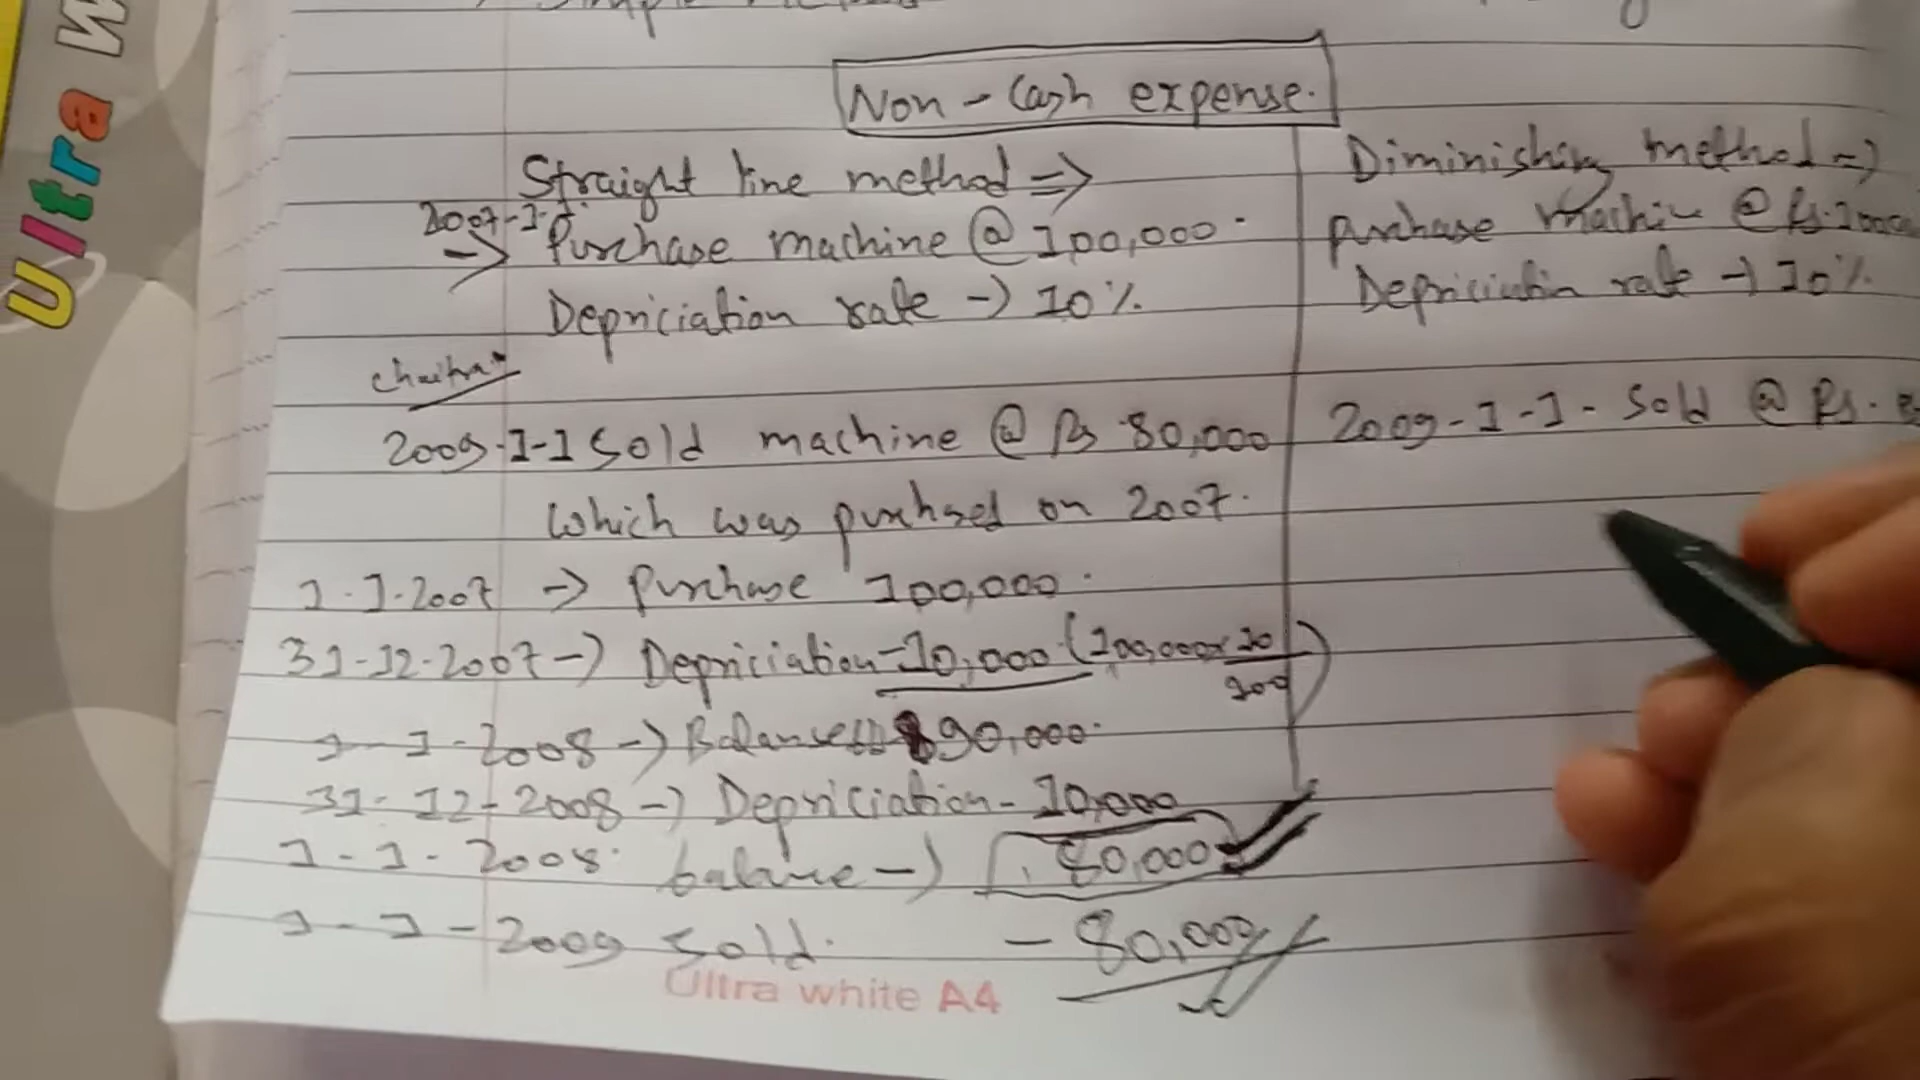 Non - Cash expense.
Straight line method =>
2007-1-1.
-> Purchase machine @ 100,000.
Depriciation rate -> 10%
Chaitra
2009-1-1 Sold machine @ Rs 80,000
Which was purhsed on 2007.
1.1.2007 -> Purchase 100,000.
31-12-2007 -> Depriciation - 10,000 (100,000 x 10/100)
1-1-2008 -> Balance 90,000.
31-12-2008 -> Depriciation - 10,000
1-1-2008. balance -> 80,000
1-1-2009 Sold. - 80,000/
Diminishing method =>
Purchase machin @ Rs.
Depriciatin rate -> 10%
2009-1-1- Sold @ Rs.
Ultra white A4
Ultra W